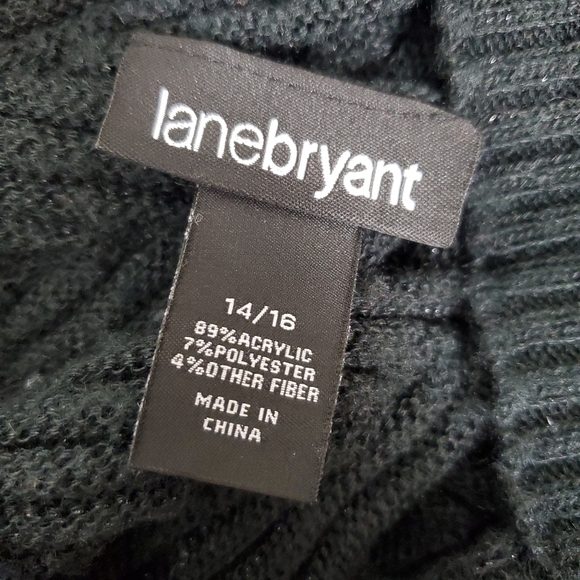 lanebryant
14/16
89%ACRYLIC
7%POLYESTER
4%OTHER FIBER
MADE IN
CHINA